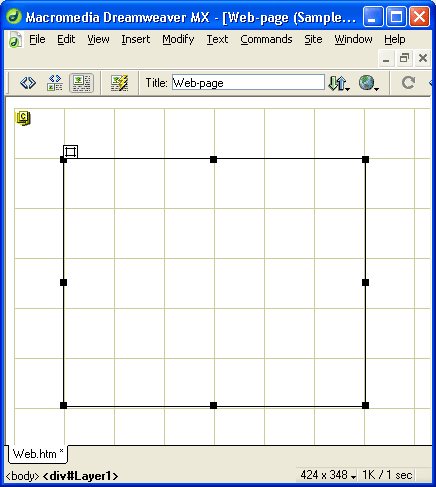 Macromedia Dreamweaver MX - [Web-page (Sample...
File Edit View Insert Modify Text Commands Site Window Help
Title: Web-page
C
Web.htm*
<body> <div#Layer1> 424 x 348 1K / 1 sec